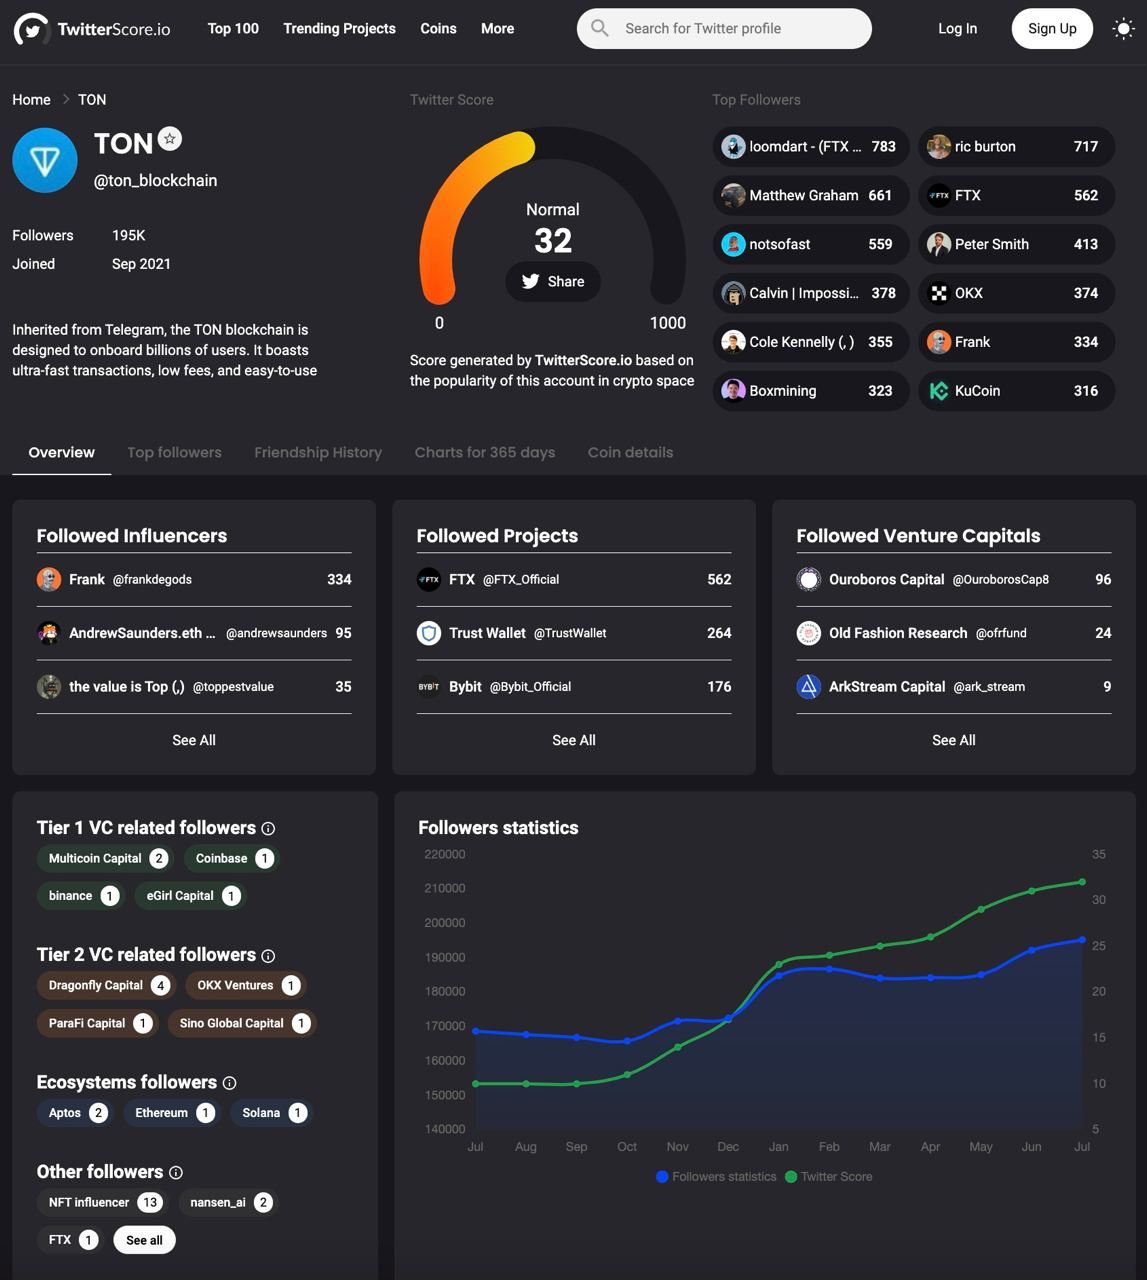 TwitterScore.io
Top 100
Trending Projects
Coins
More
Search for Twitter profile
Log In
Sign Up
Home > TON
TON
@ton_blockchain
Followers 195K
Joined Sep 2021
Inherited from Telegram, the TON blockchain is
designed to onboard billions of users. It boasts
ultra-fast transactions, low fees, and easy-to-use
Twitter Score
Normal
32
Share
0 1000
Score generated by TwitterScore.io based on
the popularity of this account in crypto space
Top Followers
loomdart - (FTX ... 783
ric burton 717
Matthew Graham 661
FTX FTX 562
notsofast 559
Peter Smith 413
Calvin | Impossi... 378
OKX 374
Cole Kennelly (, ) 355
Frank 334
Boxmining 323
KuCoin 316
Overview
Top followers
Friendship History
Charts for 365 days
Coin details
Followed Influencers
Frank @frankdegods 334
AndrewSaunders.eth ... @andrewsaunders 95
the value is Top (,) @toppestvalue 35
See All
Followed Projects
FTX FTX @FTX_Official 562
Trust Wallet @TrustWallet 264
BYBIT Bybit @Bybit_Official 176
See All
Followed Venture Capitals
Ouroboros Capital @OuroborosCap8 96
Old Fashion Research @ofrfund 24
ArkStream Capital @ark_stream 9
See All
Tier 1 VC related followers
Multicoin Capital 2
Coinbase 1
binance 1
eGirl Capital 1
Tier 2 VC related followers
Dragonfly Capital 4
OKX Ventures 1
ParaFi Capital 1
Sino Global Capital 1
Ecosystems followers
Aptos 2
Ethereum 1
Solana 1
Other followers
NFT influencer 13
nansen_ai 2
FTX 1
See all
Followers statistics
220000 35
210000
30
200000
25
190000
180000 20
170000
15
160000
10
150000
140000 5
Jul Aug Sep Oct Nov Dec Jan Feb Mar Apr May Jun Jul
Followers statistics
Twitter Score